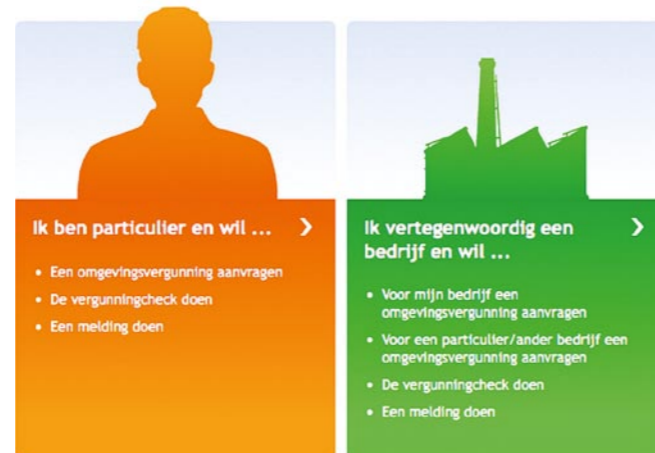 Ik ben particulier en wil ...
• Een omgevingsvergunning aanvragen
• De vergunningcheck doen
• Een melding doen
Ik vertegenwoordig een
bedrijf en wil ...
• Voor mijn bedrijf een
omgevingsvergunning aanvragen
• Voor een particulier/ander bedrijf een
omgevingsvergunning aanvragen
• De vergunningcheck doen
• Een melding doen